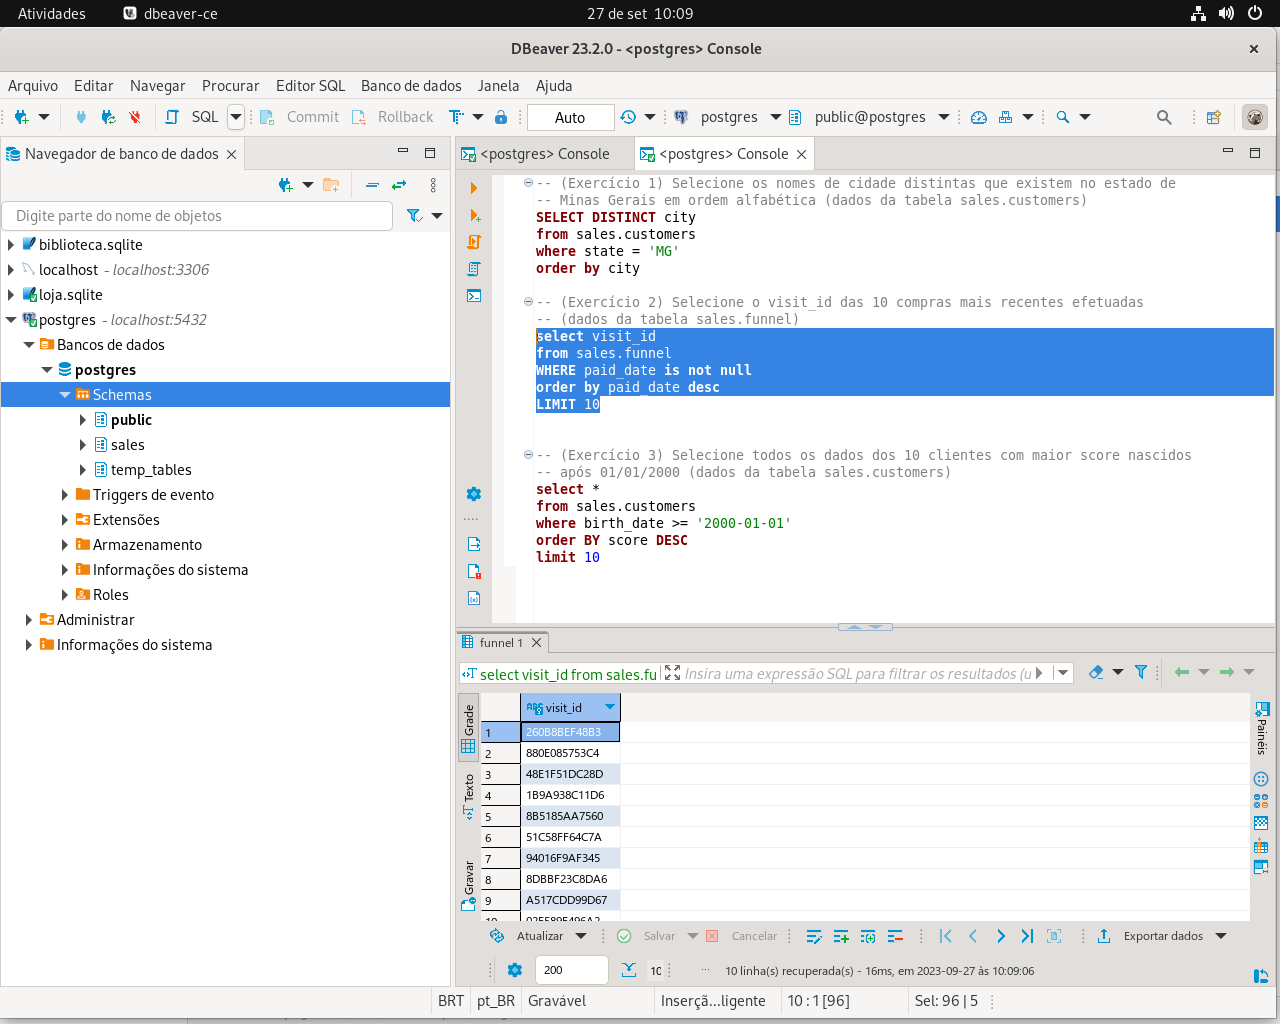 Atividades
dbeaver-ce
27 de set 10:09
DBeaver 23.2.0 - <postgres> Console
Arquivo Editar Navegar Procurar Editor SQL Banco de dados Janela Ajuda
SQL Commit Rollback Auto postgres public@postgres
Navegador de banco de dados
Digite parte do nome de objetos
biblioteca.sqlite
localhost - localhost:3306
loja.sqlite
postgres - localhost:5432
Bancos de dados
postgres
Schemas
public
sales
temp_tables
Triggers de evento
Extensões
Armazenamento
Informações do sistema
Roles
Administrar
Informações do sistema
<postgres> Console
<postgres> Console
-- (Exercício 1) Selecione os nomes de cidade distintas que existem no estado de
-- Minas Gerais em ordem alfabética (dados da tabela sales.customers)
SELECT DISTINCT city
from sales.customers
where state = 'MG'
order by city
-- (Exercício 2) Selecione o visit_id das 10 compras mais recentes efetuadas
-- (dados da tabela sales.funnel)
select visit_id
from sales.funnel
WHERE paid_date is not null
order by paid_date desc
LIMIT 10
-- (Exercício 3) Selecione todos os dados dos 10 clientes com maior score nascidos
-- após 01/01/2000 (dados da tabela sales.customers)
select *
from sales.customers
where birth_date >= '2000-01-01'
order BY score DESC
limit 10
funnel 1
select visit_id from sales.fu
Insira uma expressão SQL para filtrar os resultados (u
Grade
Texto
Gravar
visit_id
1 260B8BEF48B3
2 880E085753C4
3 48E1F51DC28D
4 1B9A938C11D6
5 8B5185AA7560
6 51C58FF64C7A
7 94016F9AF345
8 8DBBF23C8DA6
9 A517CDD99D67
Painéis
Atualizar Salvar Cancelar Exportar dados
200 10 ... 10 linha(s) recuperada(s) - 16ms, em 2023-09-27 às 10:09:06
BRT pt_BR Gravável Inserçã...ligente 10 : 1 [96] Sel: 96 | 5